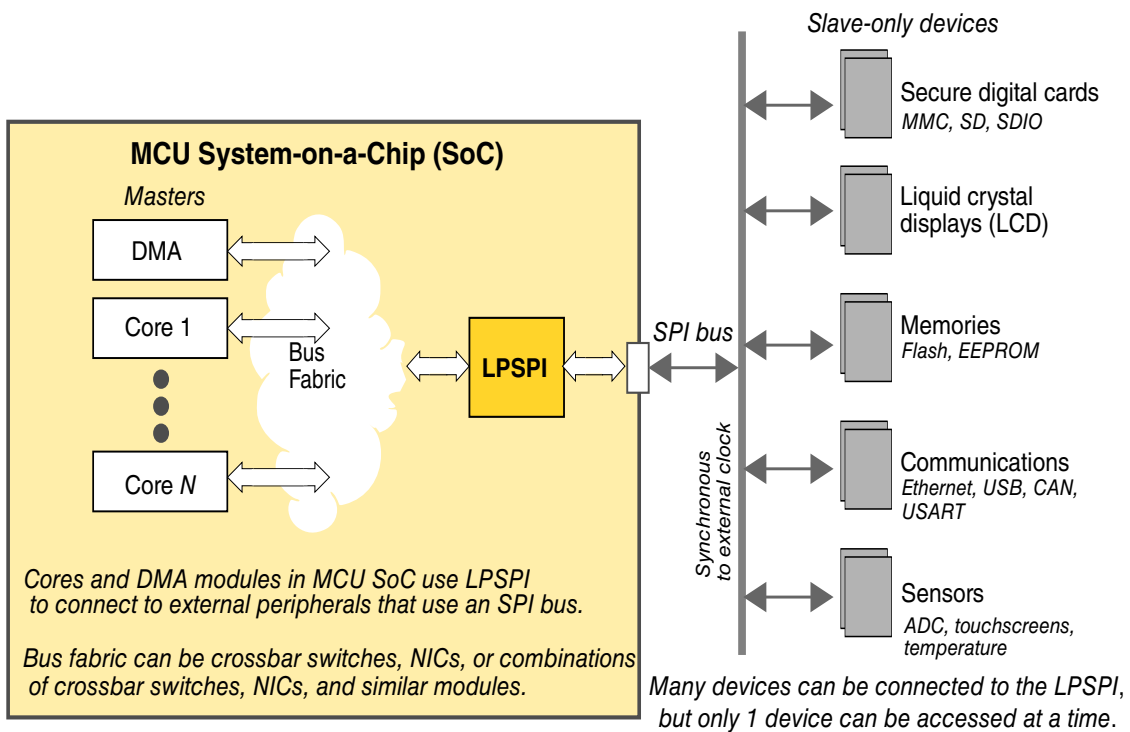 Slave-only devices
Secure digital cards
MMC, SD, SDIO
MCU System-on-a-Chip (SoC)
Masters
DMA
Liquid crystal
displays (LCD)
Core 1
Bus
Fabric
LPSPI
SPI bus
Memories
Flash, EEPROM
Core N
Synchronous
to external clock
Communications
Ethernet, USB, CAN,
USART
Cores and DMA modules in MCU SoC use LPSPI
to connect to external peripherals that use an SPI bus.
Sensors
ADC, touchscreens,
temperature
Bus fabric can be crossbar switches, NICs, or combinations
of crossbar switches, NICs, and similar modules.
Many devices can be connected to the LPSPI,
but only 1 device can be accessed at a time.